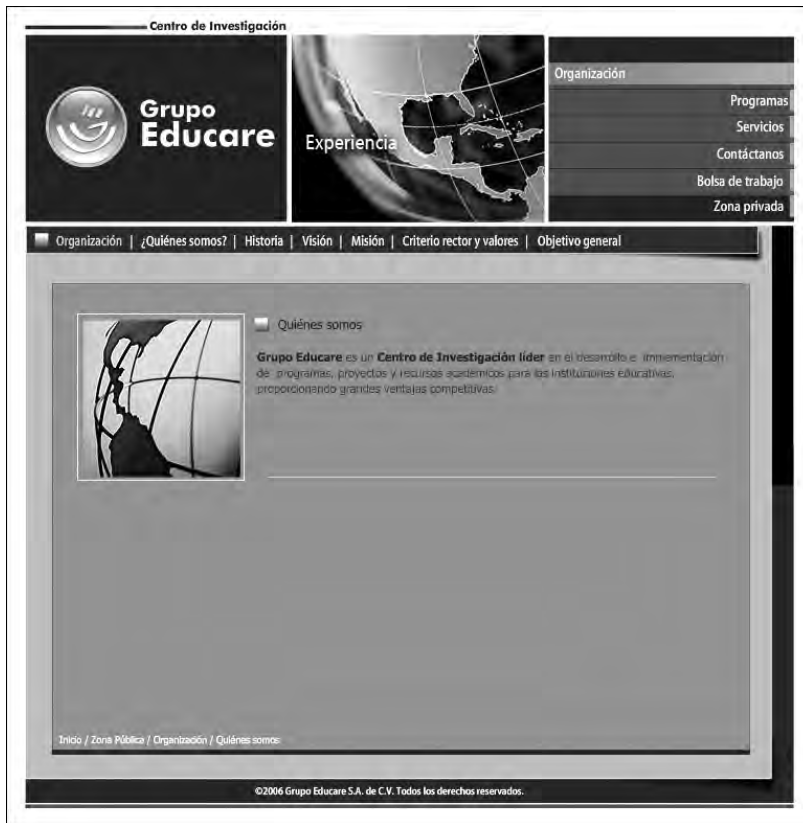 Centro de Investigación
Grupo
Educare
Experiencia
Organización
Programas
Servicios
Contáctanos
Bolsa de trabajo
Zona privada
Organización | ¿Quiénes somos? | Historia | Visión | Misión | Criterio rector y valores | Objetivo general
Quiénes somos
Grupo Educare es un Centro de Investigación líder en el desarrollo e implementación
de programas, proyectos y recursos académicos para las instituciones educativas,
proporcionando grandes ventajas competitivas.
Inicio / Zona Pública / Organización / Quiénes somos
©2006 Grupo Educare S.A. de C.V. Todos los derechos reservados.